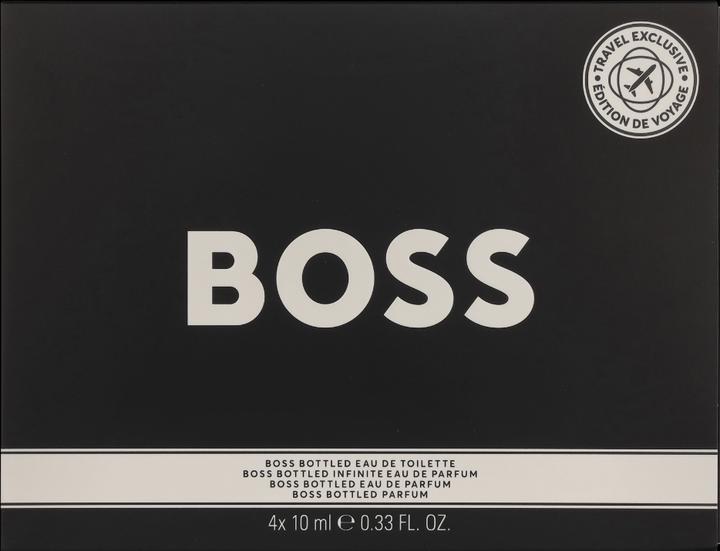 TRAVEL EXCLUSIVE
ÉDITION DE VOYAGE
BOSS
BOSS BOTTLED EAU DE TOILETTE
BOSS BOTTLED INFINITE EAU DE PARFUM
BOSS BOTTLED EAU DE PARFUM
BOSS BOTTLED PARFUM
4x 10 ml ℮ 0.33 FL. OZ.